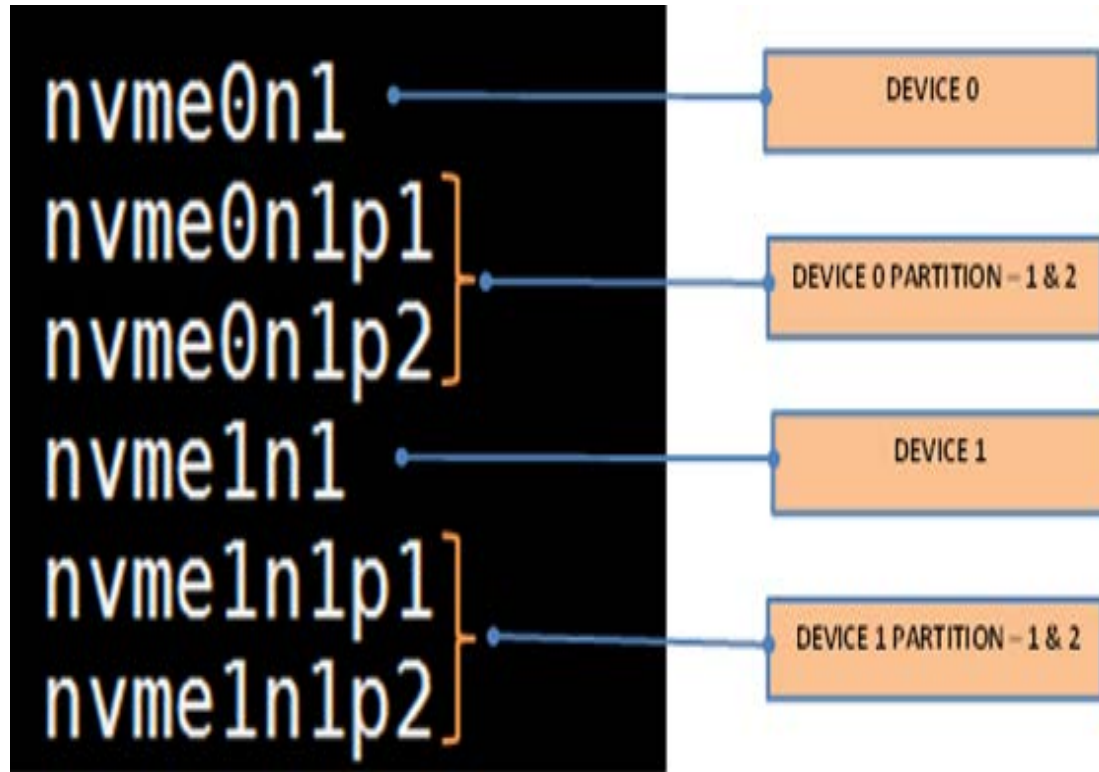 nvme0n1
DEVICE 0
nvme0n1p1
nvme0n1p2
DEVICE 0 PARTITION – 1 & 2
nvme1n1
DEVICE 1
nvme1n1p1
nvme1n1p2
DEVICE 1 PARTITION – 1 & 2